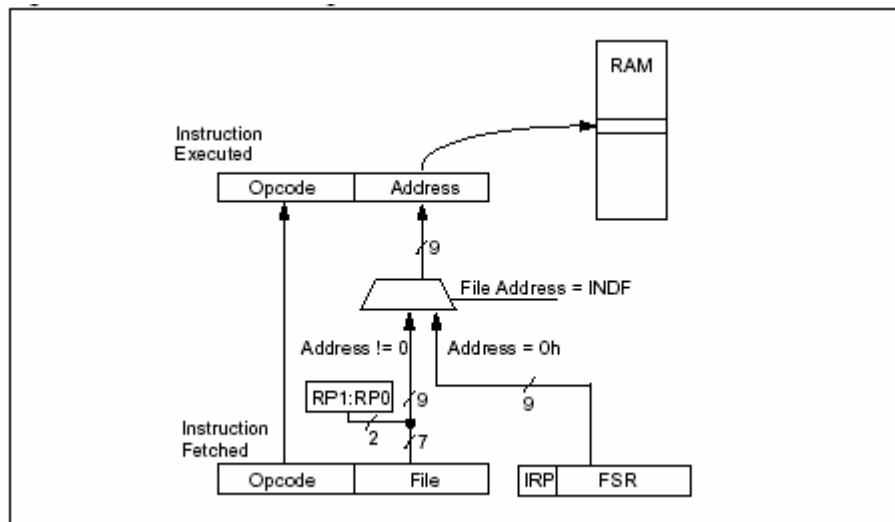 RAM
Instruction
Executed
Opcode Address
9
File Address = INDF
Address != 0 Address = 0h
RP1:RP0 9 9
2 7
Instruction
Fetched
Opcode File IRP FSR